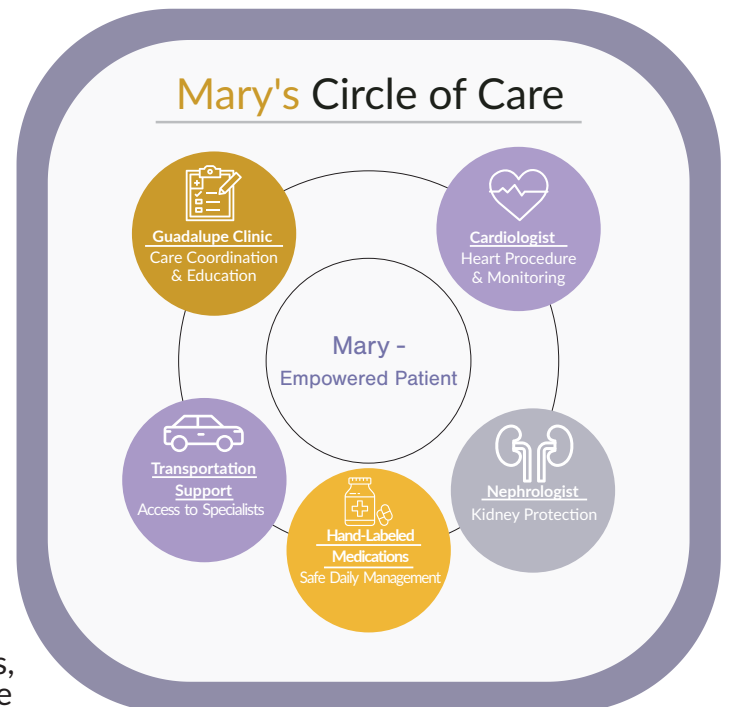 Mary's Circle of Care
Guadalupe Clinic
Care Coordination
& Education
Cardiologist
Heart Procedure
& Monitoring
Mary -
Empowered Patient
Transportation
Support
Access to Specialists
Hand-Labeled
Medications
Safe Daily Management
Nephrologist
Kidney Protection
s,
e